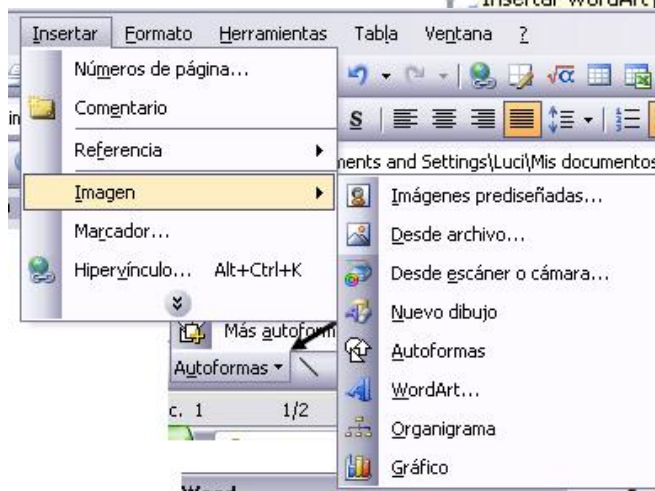 Insertar WordArt
Insertar Formato Herramientas Tabla Ventana ?
Números de página...
Comentario
S
Referencia
and Settings\Luci\Mis documentos
Imagen
Imágenes prediseñadas...
Marcador...
Desde archivo...
Hipervínculo... Alt+Ctrl+K
Desde escáner o cámara...
Nuevo dibujo
Más
Autoformas
Autoformas
WordArt...
c. 1 1/2
Organigrama
Gráfico
Word